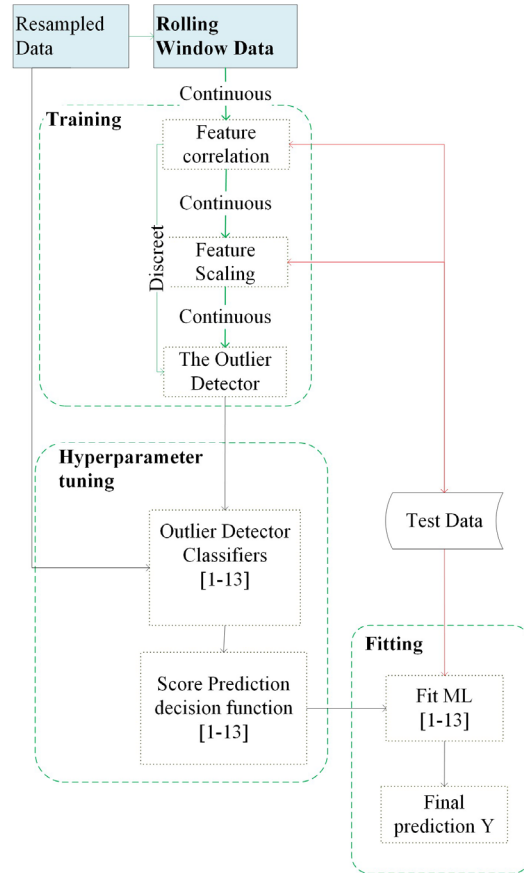 Resampled
Data
Rolling
Window Data
Continuous
Training
Feature
correlation
Continuous
Discreet
Feature
Scaling
Continuous
The Outlier
Detector
Hyperparameter
tuning
Outlier Detector
Classifiers
[1-13]
Test Data
Score Prediction
decision function
[1-13]
Fitting
Fit ML
[1-13]
Final
prediction Y